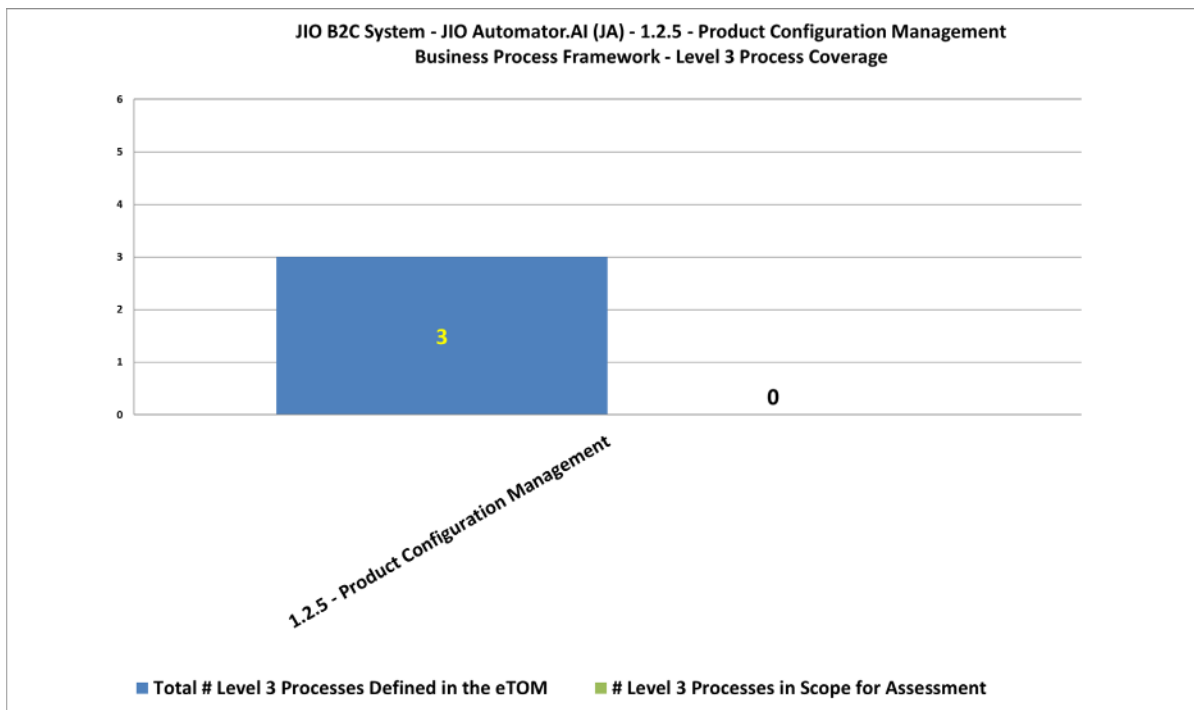 JIO B2C System - JIO Automator.AI (JA) - 1.2.5 - Product Configuration Management
Business Process Framework - Level 3 Process Coverage
6
5
4
3
2
1
0
3
0
1.2.5 - Product Configuration Management
Total # Level 3 Processes Defined in the eTOM
# Level 3 Processes in Scope for Assessment